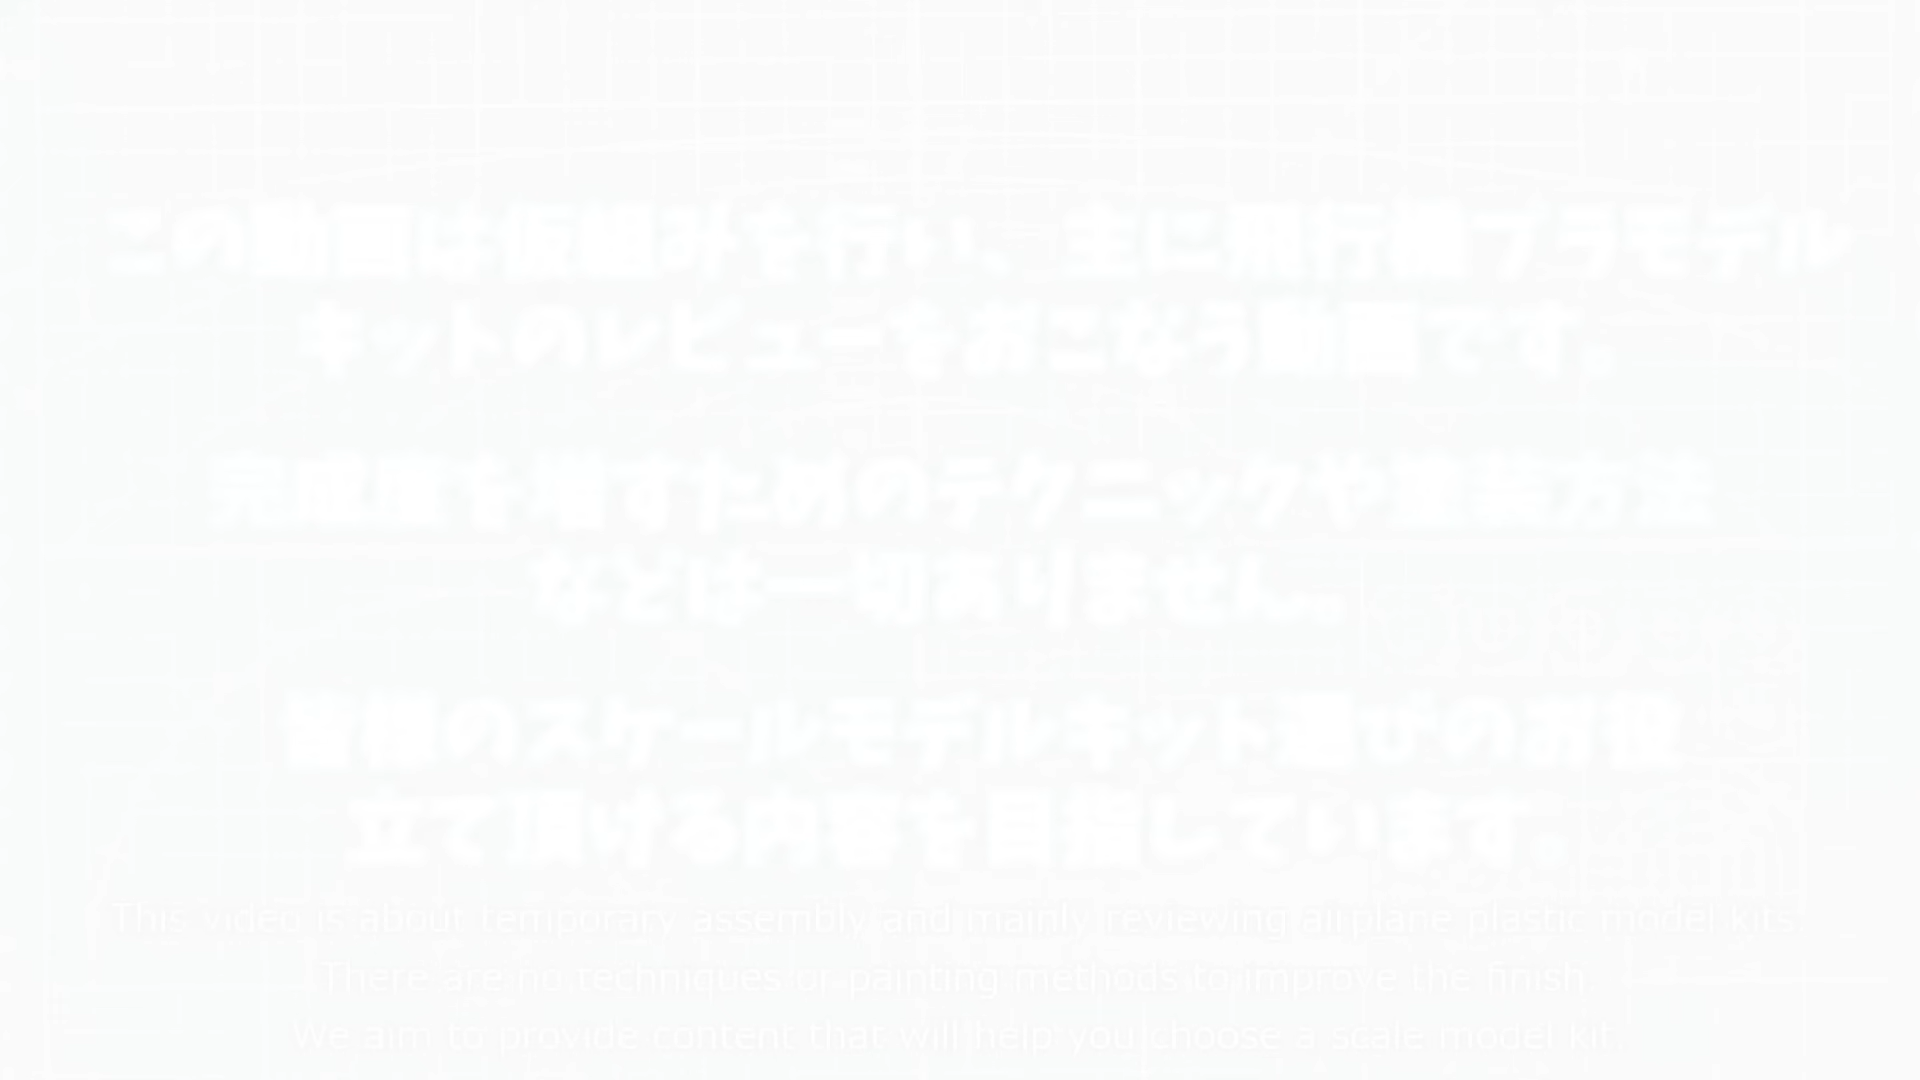 この動画は仮組みを行い、主に飛行機プラモデル
キットのレビューをおこなう動画です。
完成度を増すためのテクニックや塗装方法
などは一切ありません。
皆様のスケールモデルキット選びのお役
立て頂ける内容を目指しています。
This video is about temporary assembly and mainly reviewing airplane plastic model kits.
There are no techniques or painting methods to improve the finish
We aim to provide content that will help you choose a scale model kit